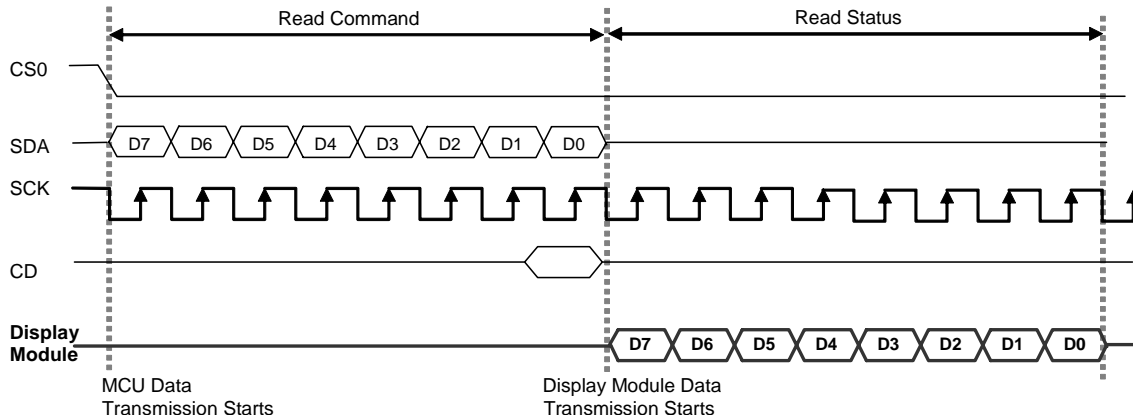 Read Command Read Status
CS0
SDA D7 D6 D5 D4 D3 D2 D1 D0
SCK
CD
Display
Module
D7 D6 D5 D4 D3 D2 D1 D0
MCU Data
Transmission Starts
Display Module Data
Transmission Starts